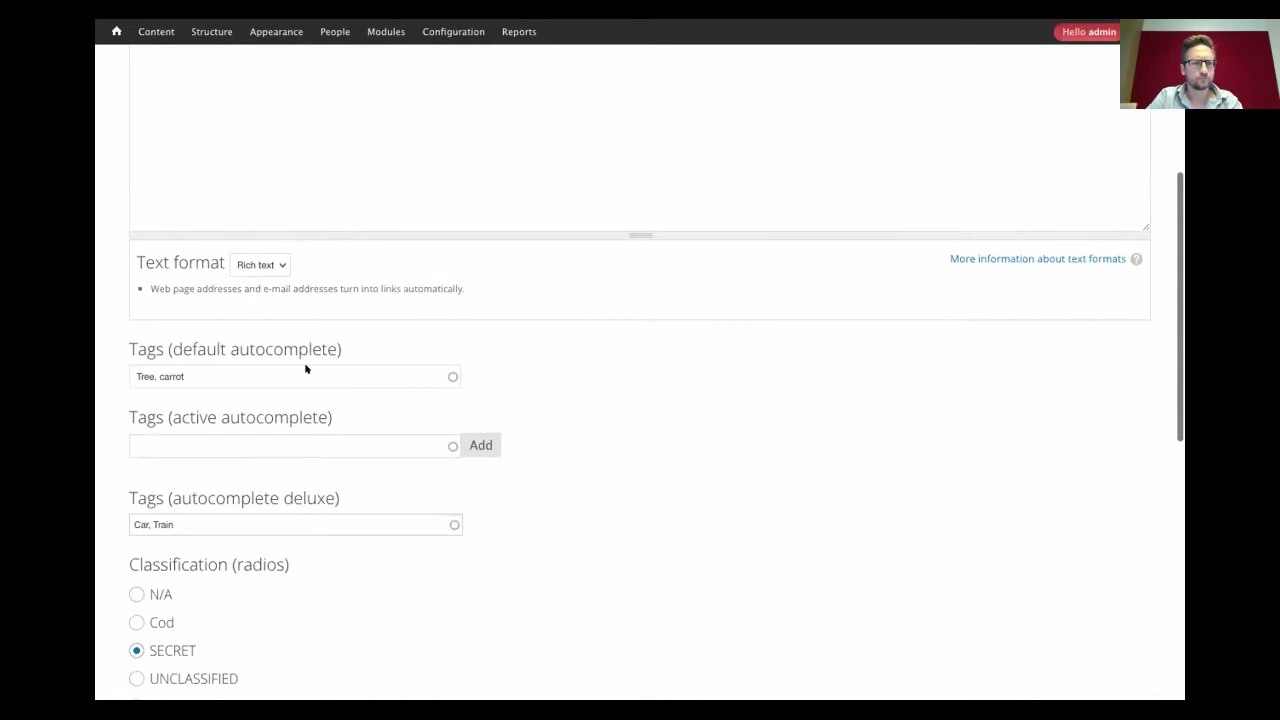 Content Structure Appearance People Modules Configuration Reports Hello admin
Text format Rich text More information about text formats ?
Web page addresses and e-mail addresses turn into links automatically.
Tags (default autocomplete)
Tree, carrot
Tags (active autocomplete)
Add
Tags (autocomplete deluxe)
Car, Train
Classification (radios)
N/A
Cod
SECRET
UNCLASSIFIED